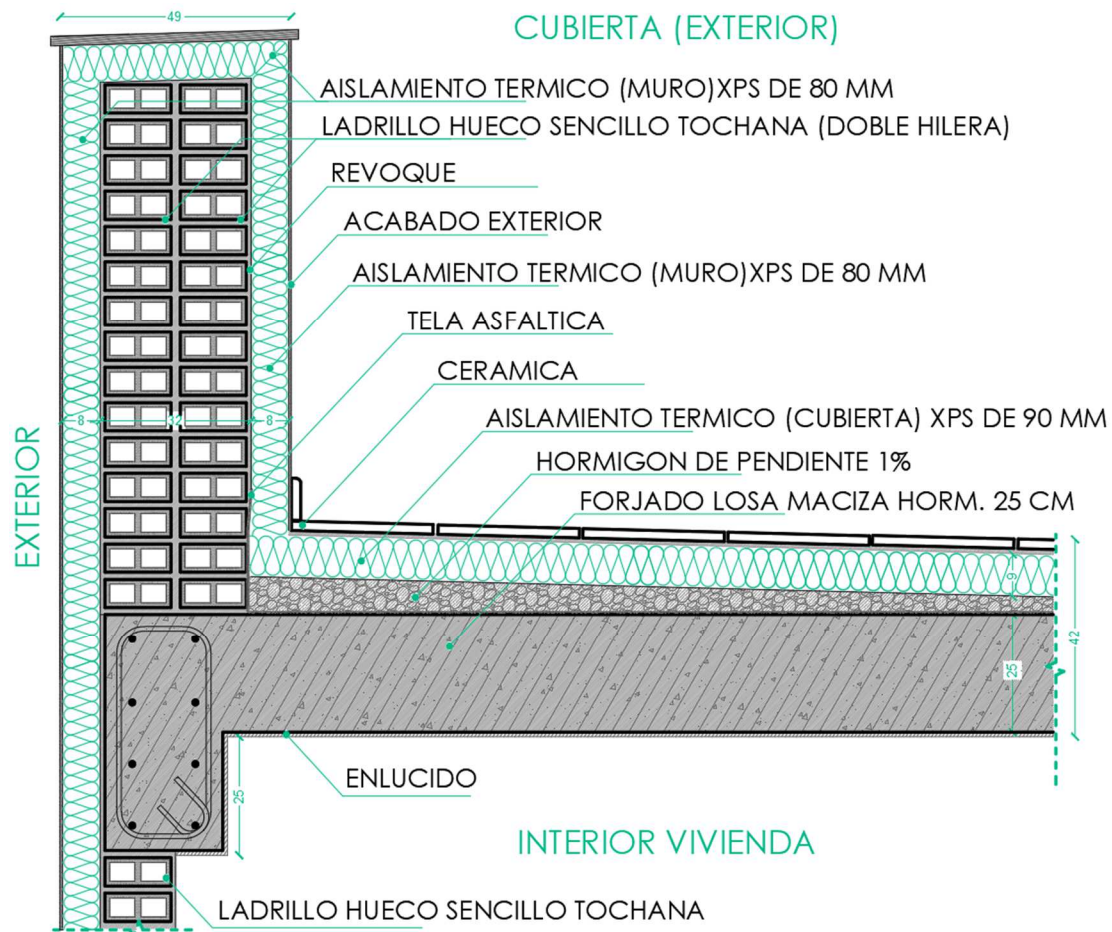 49
CUBIERTA (EXTERIOR)
AISLAMIENTO TERMICO (MURO)XPS DE 80 MM
LADRILLO HUECO SENCILLO TOCHANA (DOBLE HILERA)
REVOQUE
ACABADO EXTERIOR
AISLAMIENTO TERMICO (MURO)XPS DE 80 MM
TELA ASFALTICA
CERAMICA
AISLAMIENTO TERMICO (CUBIERTA) XPS DE 90 MM
HORMIGON DE PENDIENTE 1%
FORJADO LOSA MACIZA HORM. 25 CM
EXTERIOR
8
32
8
9
25
42
ENLUCIDO
25
INTERIOR VIVIENDA
LADRILLO HUECO SENCILLO TOCHANA